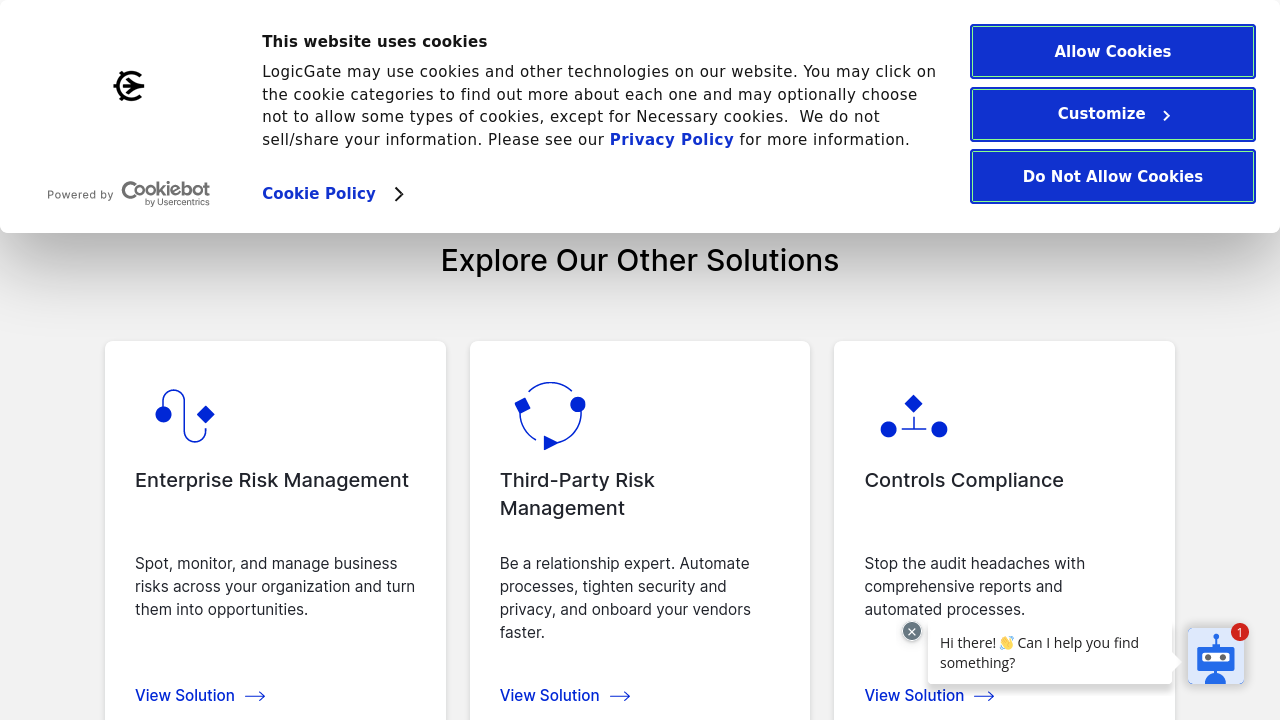 This website uses cookies
LogicGate may use cookies and other technologies on our website. You may click on
the cookie categories to find out more about each one and may optionally choose
not to allow some types of cookies, except for Necessary cookies.  We do not
sell/share your information. Please see our Privacy Policy for more information.
Powered by Cookiebot
by Usercentrics
Cookie Policy
Allow Cookies
Customize
Do Not Allow Cookies
Explore Our Other Solutions
Enterprise Risk Management
Spot, monitor, and manage business
risks across your organization and turn
them into opportunities.
View Solution
Third-Party Risk
Management
Be a relationship expert. Automate
processes, tighten security and
privacy, and onboard your vendors
faster.
View Solution
Controls Compliance
Stop the audit headaches with
comprehensive reports and
automated processes.
View Solution
Hi there! 👋 Can I help you find
something?
1